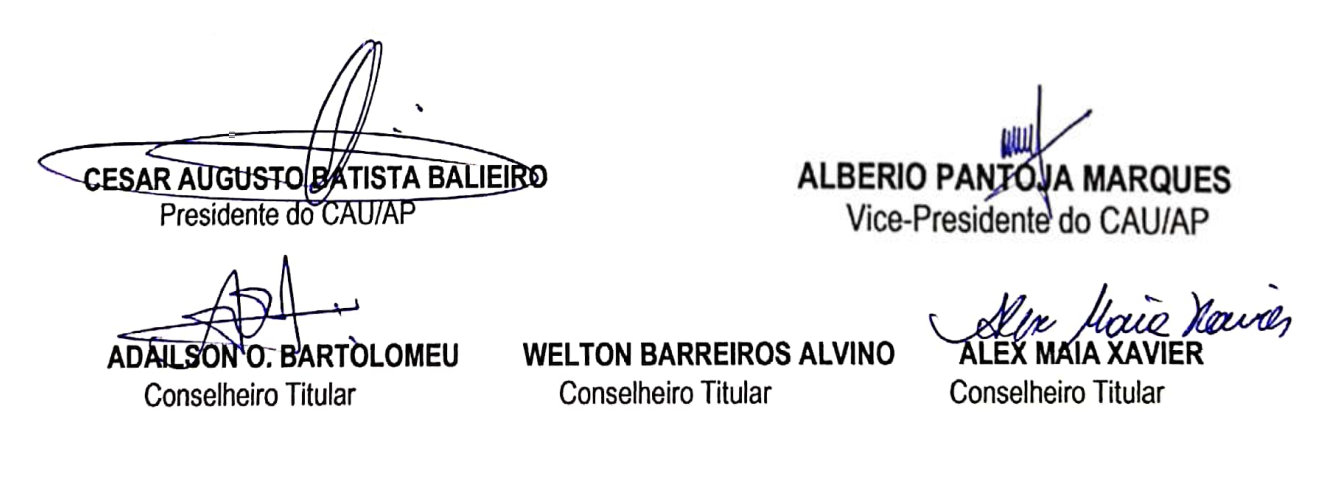 CESAR AUGUSTO BATISTA BALIEIRO
Presidente do CAU/AP
ALBERIO PANTOJA MARQUES
Vice-Presidente do CAU/AP
Alex Maia Xavier
ADAILSON O. BARTOLOMEU
Conselheiro Titular
WELTON BARREIROS ALVINO
Conselheiro Titular
ALEX MAIA XAVIER
Conselheiro Titular